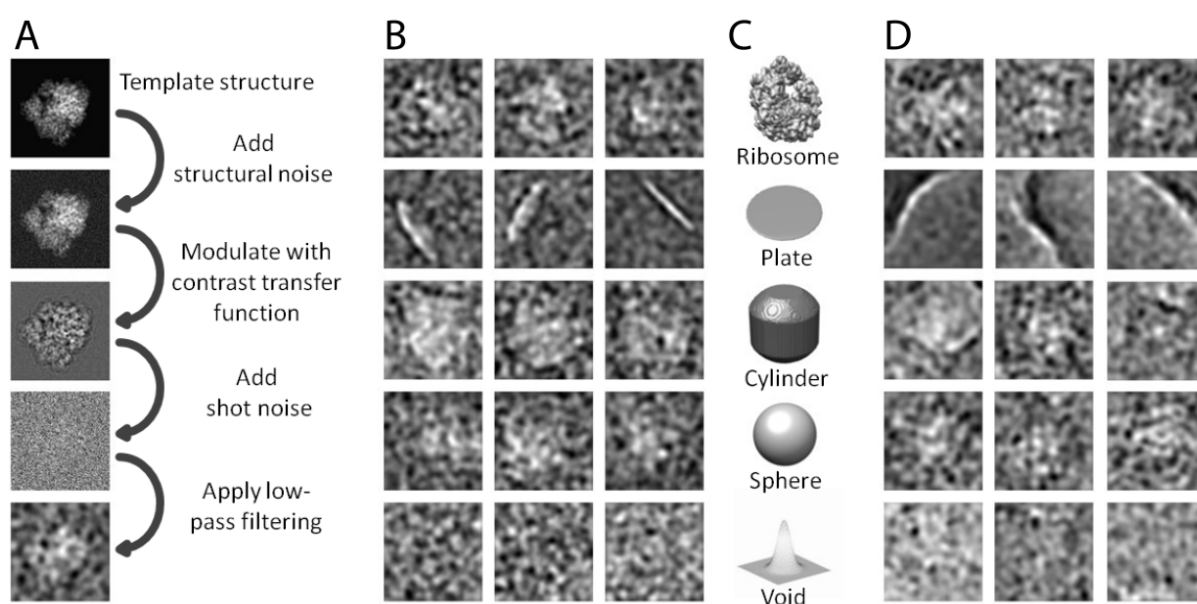 A
B
C
D
Template structure
Add
structural noise
Modulate with
contrast transfer
function
Add
shot noise
Apply low-
pass filtering
Ribosome
Plate
Cylinder
Sphere
Void